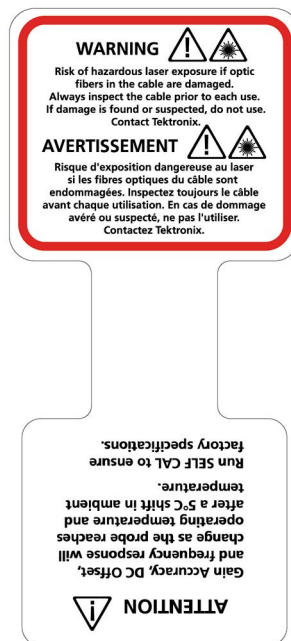 WARNING
Risk of hazardous laser exposure if optic
fibers in the cable are damaged.
Always inspect the cable prior to each use.
If damage is found or suspected, do not use.
Contact Tektronix.
AVERTISSEMENT
Risque d'exposition dangereuse au laser
si les fibres optiques du câble sont
endommagées. Inspectez toujours le câble
avant chaque utilisation. En cas de dommage
avéré ou suspecté, ne pas l'utiliser.
Contactez Tektronix.
ATTENTION
Gain Accuracy, DC Offset,
and frequency response will
change as the probe reaches
operating temperature and
after a 5°C shift in ambient
temperature.
Run SELF CAL to ensure
factory specifications.